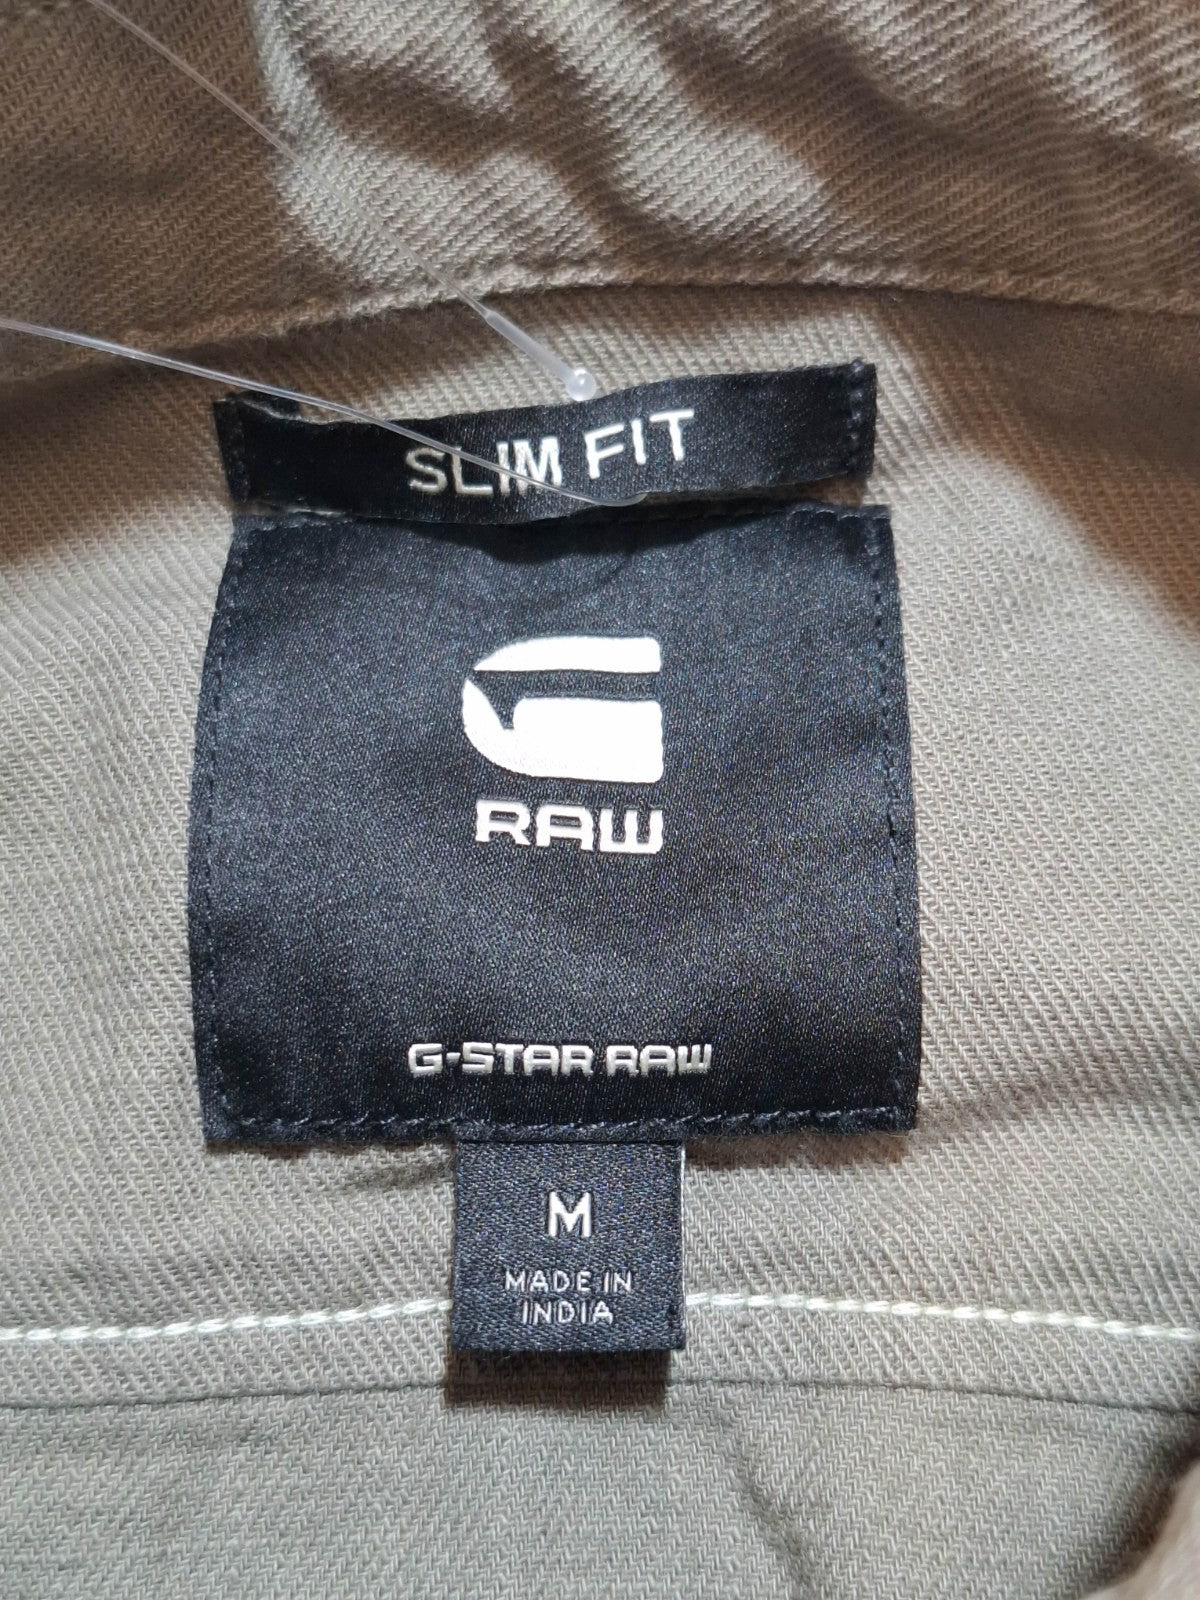 SLIM FIT
G
RAW
G-STAR RAW
M
MADE IN
INDIA